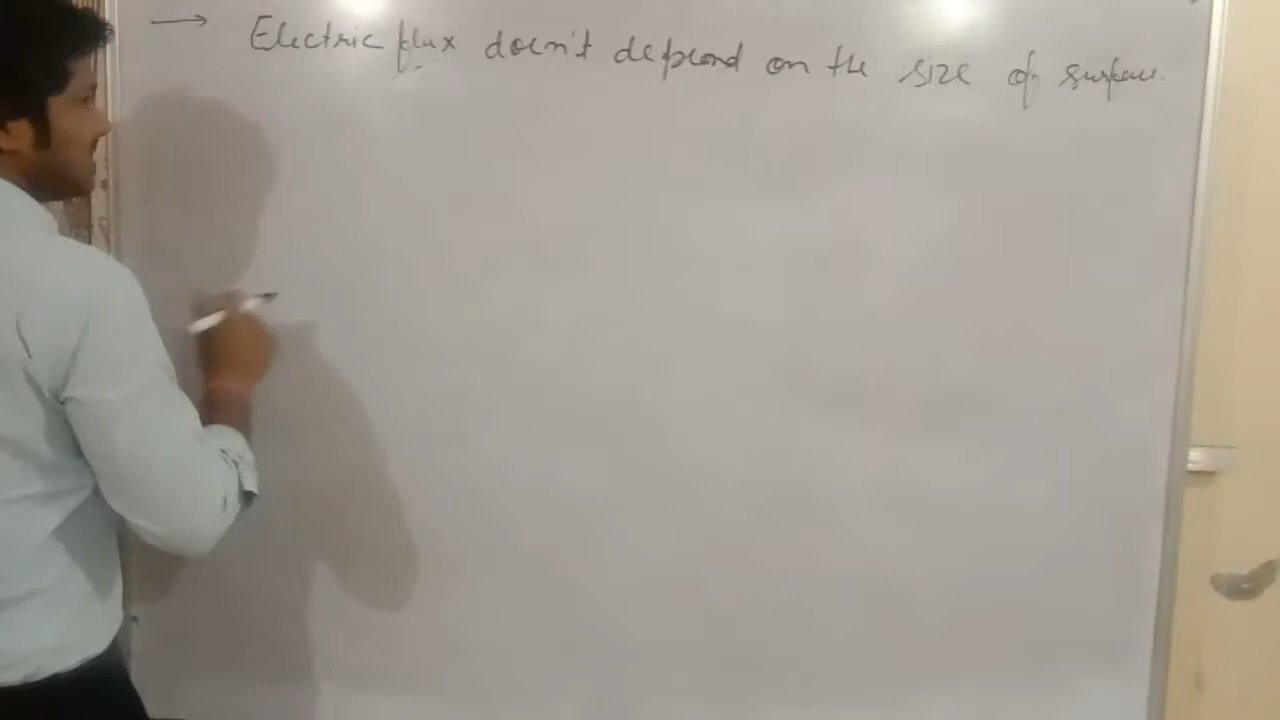 → Electric flux doesn't depend on the size of surface.